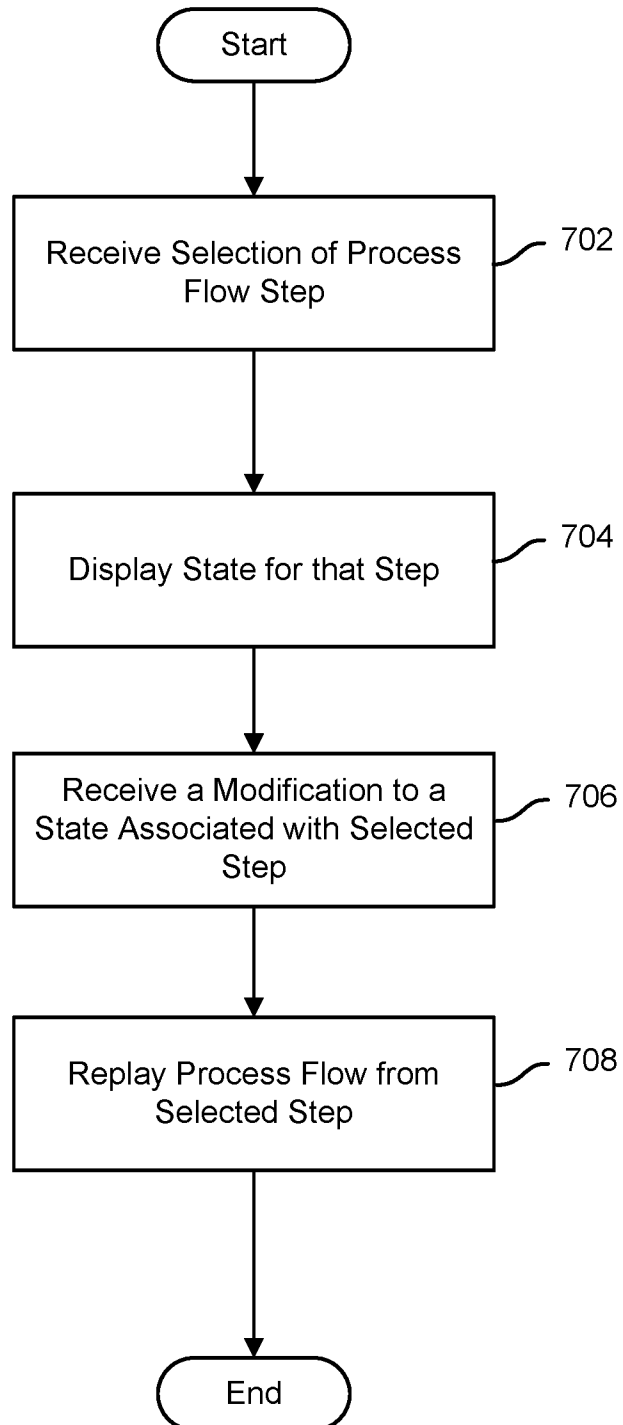 Start
Receive Selection of Process
Flow Step
702
Display State for that Step
704
Receive a Modification to a
State Associated with Selected
Step
706
Replay Process Flow from
Selected Step
708
End